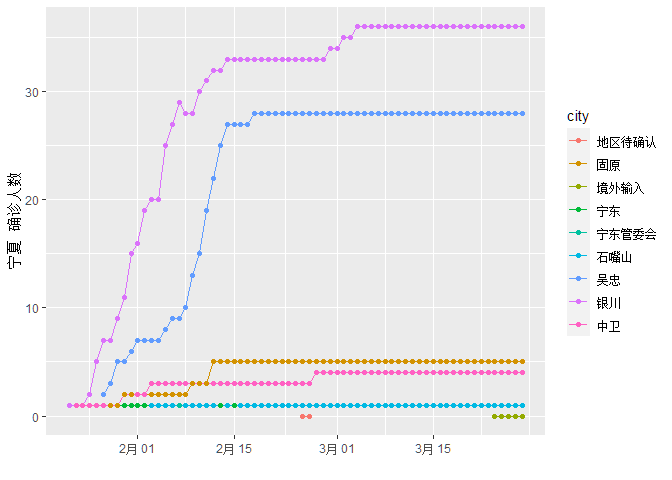 宁夏 确诊人数
30
20
10
0
2月 01
2月 15
3月 01
3月 15
city
地区待确认
固原
境外输入
宁东
宁东管委会
石嘴山
吴忠
银川
中卫